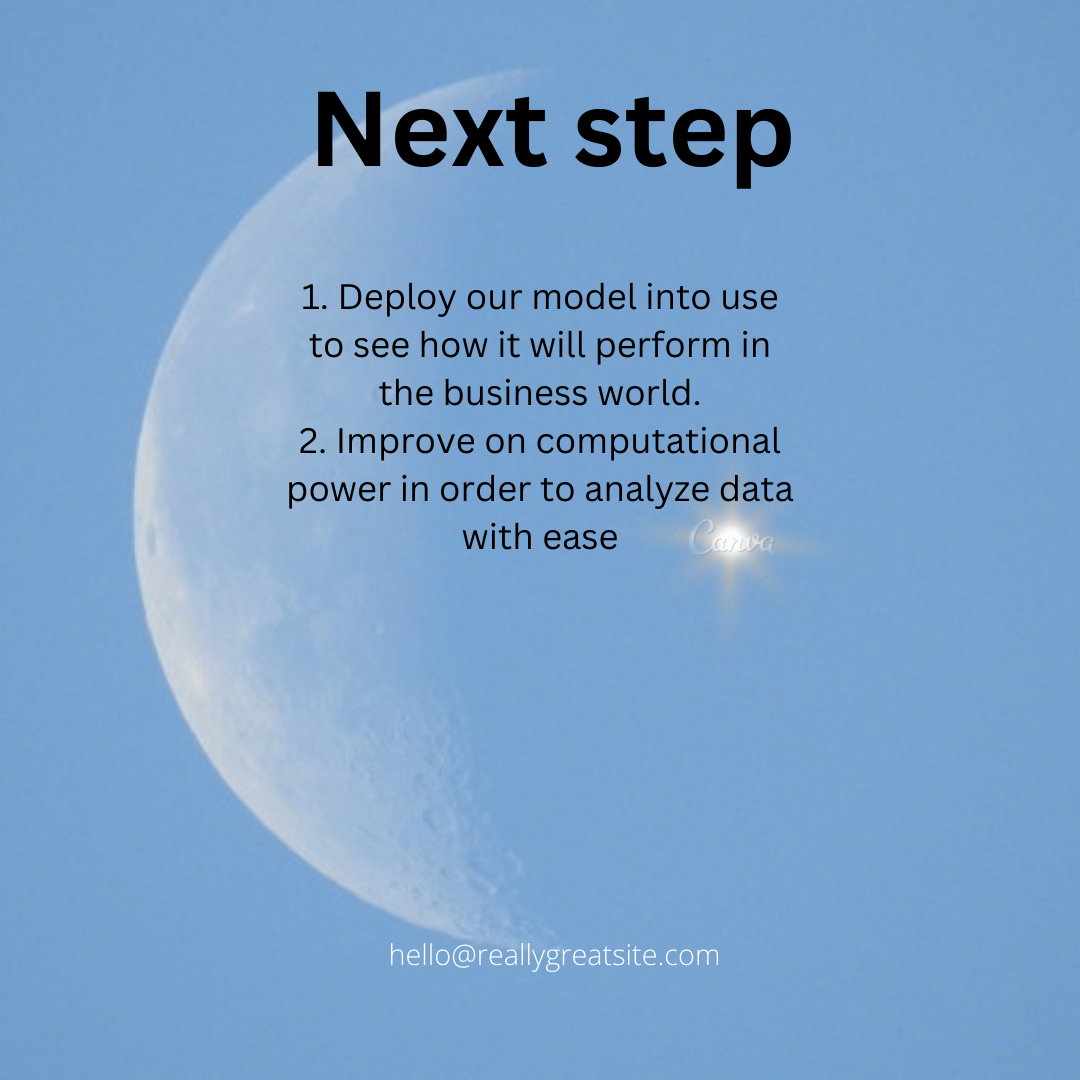 Next step
1. Deploy our model into use
to see how it will perform in
the business world.
2. Improve on computational
power in order to analyze data
with ease
Canva
hello@reallygreatsite.com